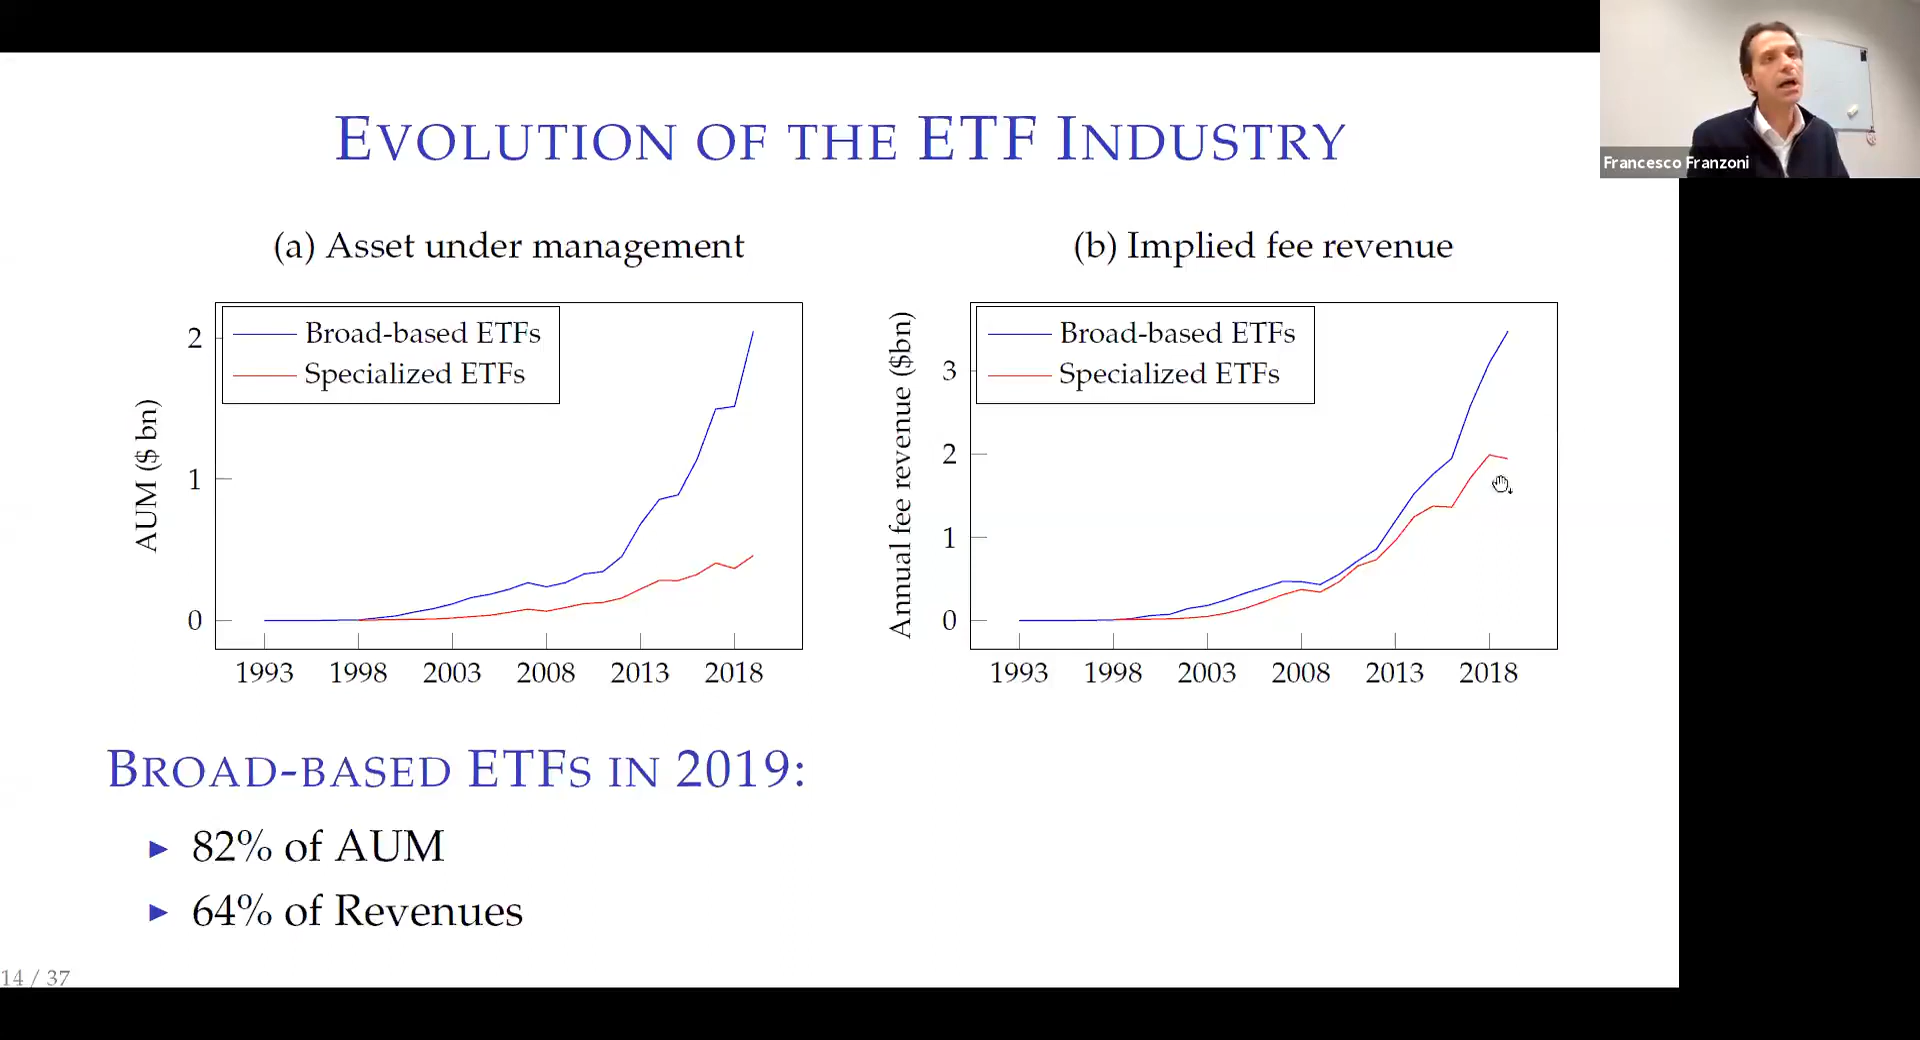 Francesco Franzoni
EVOLUTION OF THE ETF INDUSTRY
(a) Asset under management
Broad-based ETFs
Specialized ETFs
AUM ($ bn)
2
1
0
1993 1998 2003 2008 2013 2018
(b) Implied fee revenue
Broad-based ETFs
Specialized ETFs
Annual fee revenue ($bn)
3
2
1
0
1993 1998 2003 2008 2013 2018
BROAD-BASED ETFS IN 2019:
▶ 82% of AUM
▶ 64% of Revenues
14 / 37